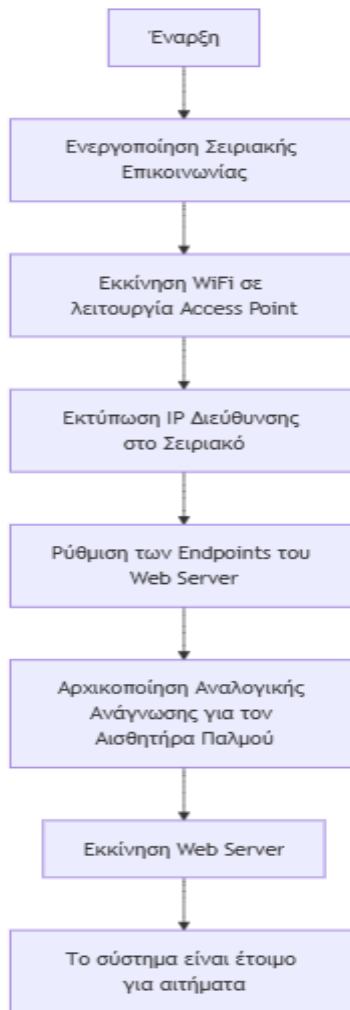 Έναρξη
Ενεργοποίηση Σειριακής
Επικοινωνίας
Εκκίνηση WiFi σε
λειτουργία Access Point
Εκτύπωση IP Διεύθυνσης
στο Σειριακό
Ρύθμιση των Endpoints του
Web Server
Αρχικοποίηση Αναλογικής
Ανάγνωσης για τον
Αισθητήρα Παλμού
Εκκίνηση Web Server
Το σύστημα είναι έτοιμο
για αιτήματα